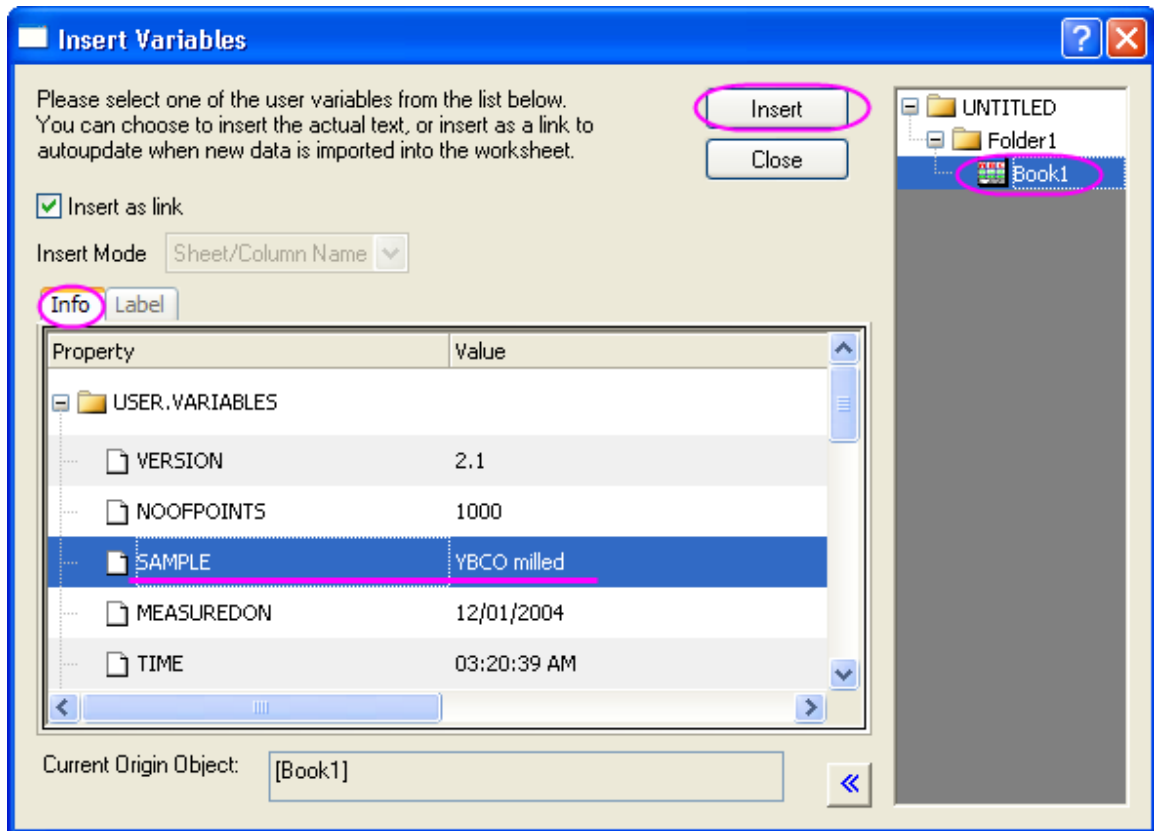 Insert Variables
Please select one of the user variables from the list below.
You can choose to insert the actual text, or insert as a link to
autoupdate when new data is imported into the worksheet.
Insert
Close
Insert as link
Insert Mode Sheet/Column Name
Info Label
Property Value
USER.VARIABLES
VERSION 2.1
NOOFPOINTS 1000
SAMPLE YBCO milled
MEASUREDON 12/01/2004
TIME 03:20:39 AM
Current Origin Object: [Book1]
UNTITLED
Folder1
Book1